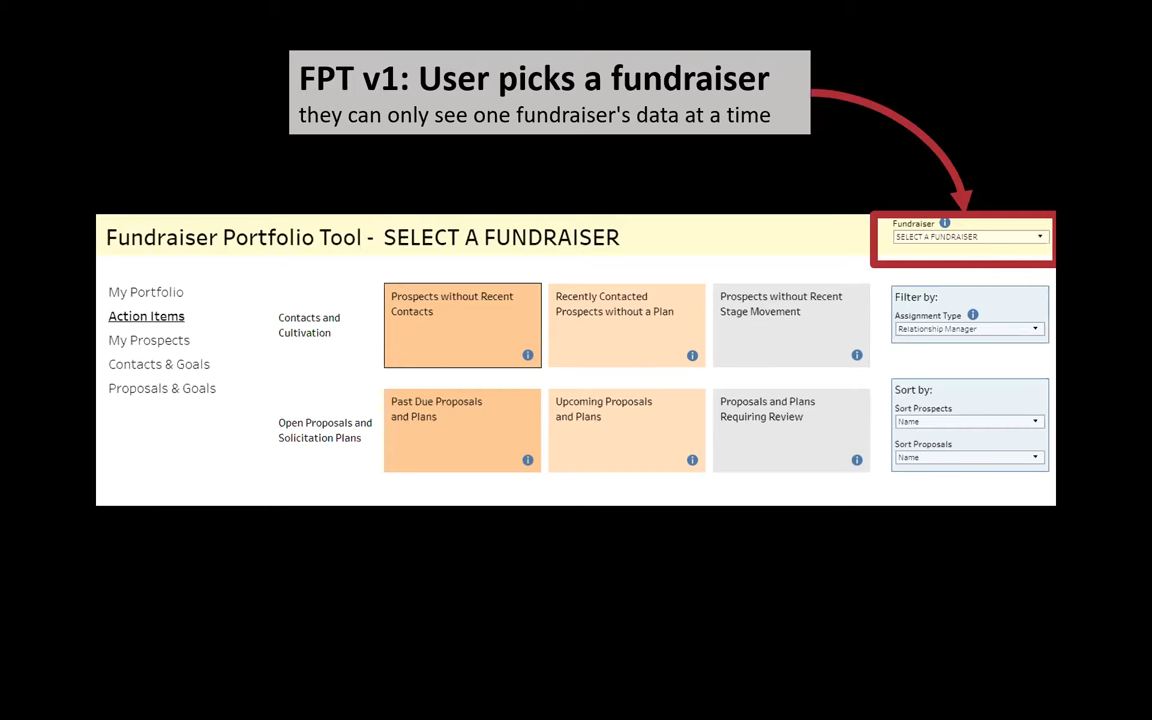 FPT v1: User picks a fundraiser
they can only see one fundraiser's data at a time
Fundraiser Portfolio Tool - SELECT A FUNDRAISER
Fundraiser
SELECT A FUNDRAISER
My Portfolio
Action Items
My Prospects
Contacts & Goals
Proposals & Goals
Contacts and
Cultivation
Prospects without Recent
Contacts
Recently Contacted
Prospects without a Plan
Prospects without Recent
Stage Movement
Open Proposals and
Solicitation Plans
Past Due Proposals
and Plans
Upcoming Proposals
and Plans
Proposals and Plans
Requiring Review
Filter by:
Assignment Type
Relationship Manager
Sort by:
Sort Prospects
Name
Sort Proposals
Name